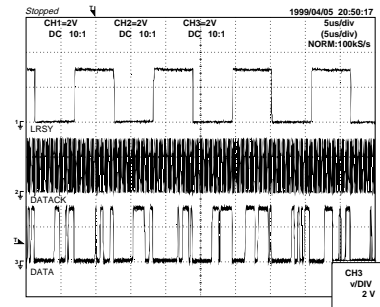 Stopped 1999/04/05 20:50:17
CH1=2V CH2=2V CH3=2V 5us/div
DC 10:1 DC 10:1 DC 10:1 (5us/div)
NORM:100kS/s
LRSY
DATACK
DATA
CH3
v/DIV
2 V